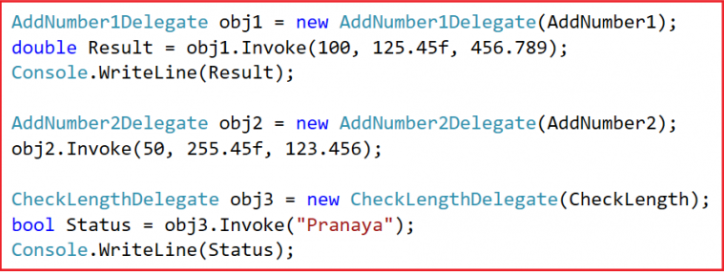 AddNumber1Delegate obj1 = new AddNumber1Delegate(AddNumber1);
double Result = obj1.Invoke(100, 125.45f, 456.789);
Console.WriteLine(Result);
AddNumber2Delegate obj2 = new AddNumber2Delegate(AddNumber2);
obj2.Invoke(50, 255.45f, 123.456);
CheckLengthDelegate obj3 = new CheckLengthDelegate(CheckLength);
bool Status = obj3.Invoke("Pranaya");
Console.WriteLine(Status);